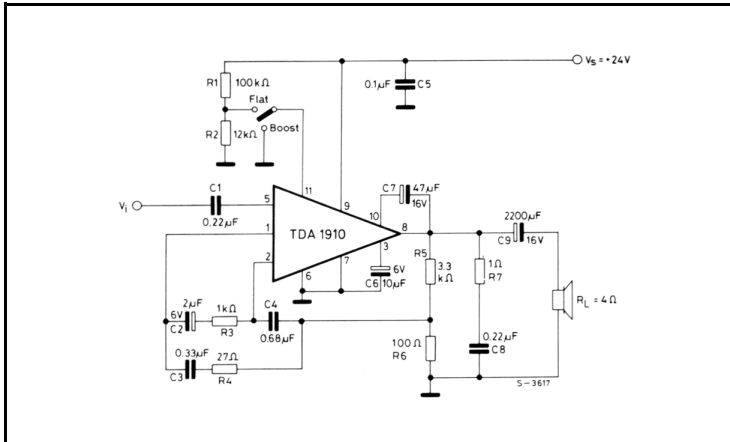 Vs = +24V
R1
100kΩ
0.1µF
C5
Flat
R2
12kΩ
Boost
C7
47µF
16V
11
C1
9
10
2200µF
Vi
5
8
0.22µF
TDA 1910
C9
16V
1
3
R5
1Ω
6V
3.3
kΩ
R7
2
7
C6
10µF
6
RL = 4Ω
2µF
6V
1kΩ
C4
C2
R3
0.68µF
100Ω
0.22µF
R6
C8
0.33µF
27Ω
C3
R4
S-3617